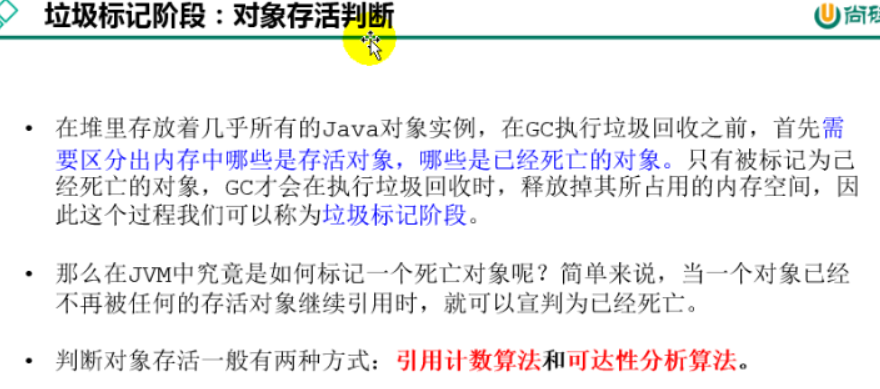 垃圾标记阶段：对象存活判断
尚
• 在堆里存放着几乎所有的Java对象实例，在GC执行垃圾回收之前，首先需
要区分出内存中哪些是存活对象，哪些是已经死亡的对象。只有被标记为己
经死亡的对象，GC才会在执行垃圾回收时，释放掉其所占用的内存空间，因
此这个过程我们可以称为垃圾标记阶段。
• 那么在JVM中究竟是如何标记一个死亡对象呢？简单来说，当一个对象已经
不再被任何的存活对象继续引用时，就可以宣判为已经死亡。
• 判断对象存活一般有两种方式：引用计数算法和可达性分析算法。